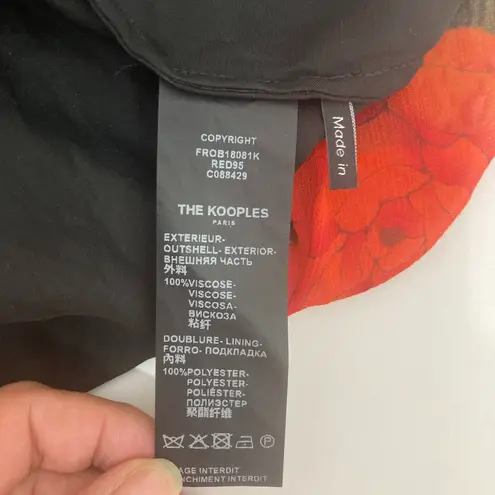 COPYRIGHT
FROB18081K
RED95
C088429
THE KOOPLES
PARIS
EXTERIEUR-
OUTSHELL- EXTERIOR-
ВНЕШНЯЯ ЧАСТЬ
外料
100%VISCOSE-
VISCOSE-
VISCOSA-
ВИСКОЗА
粘纤
DOUBLURE- LINING-
FORRO- ПОДКЛАДКА
內料
100%POLYESTER-
POLYESTER-
POLIÉSTER-
ПОЛИЭСТЕР
聚酯纤维
P
AGE INTERDIT
NCHIMENT INTERDIT
Made in